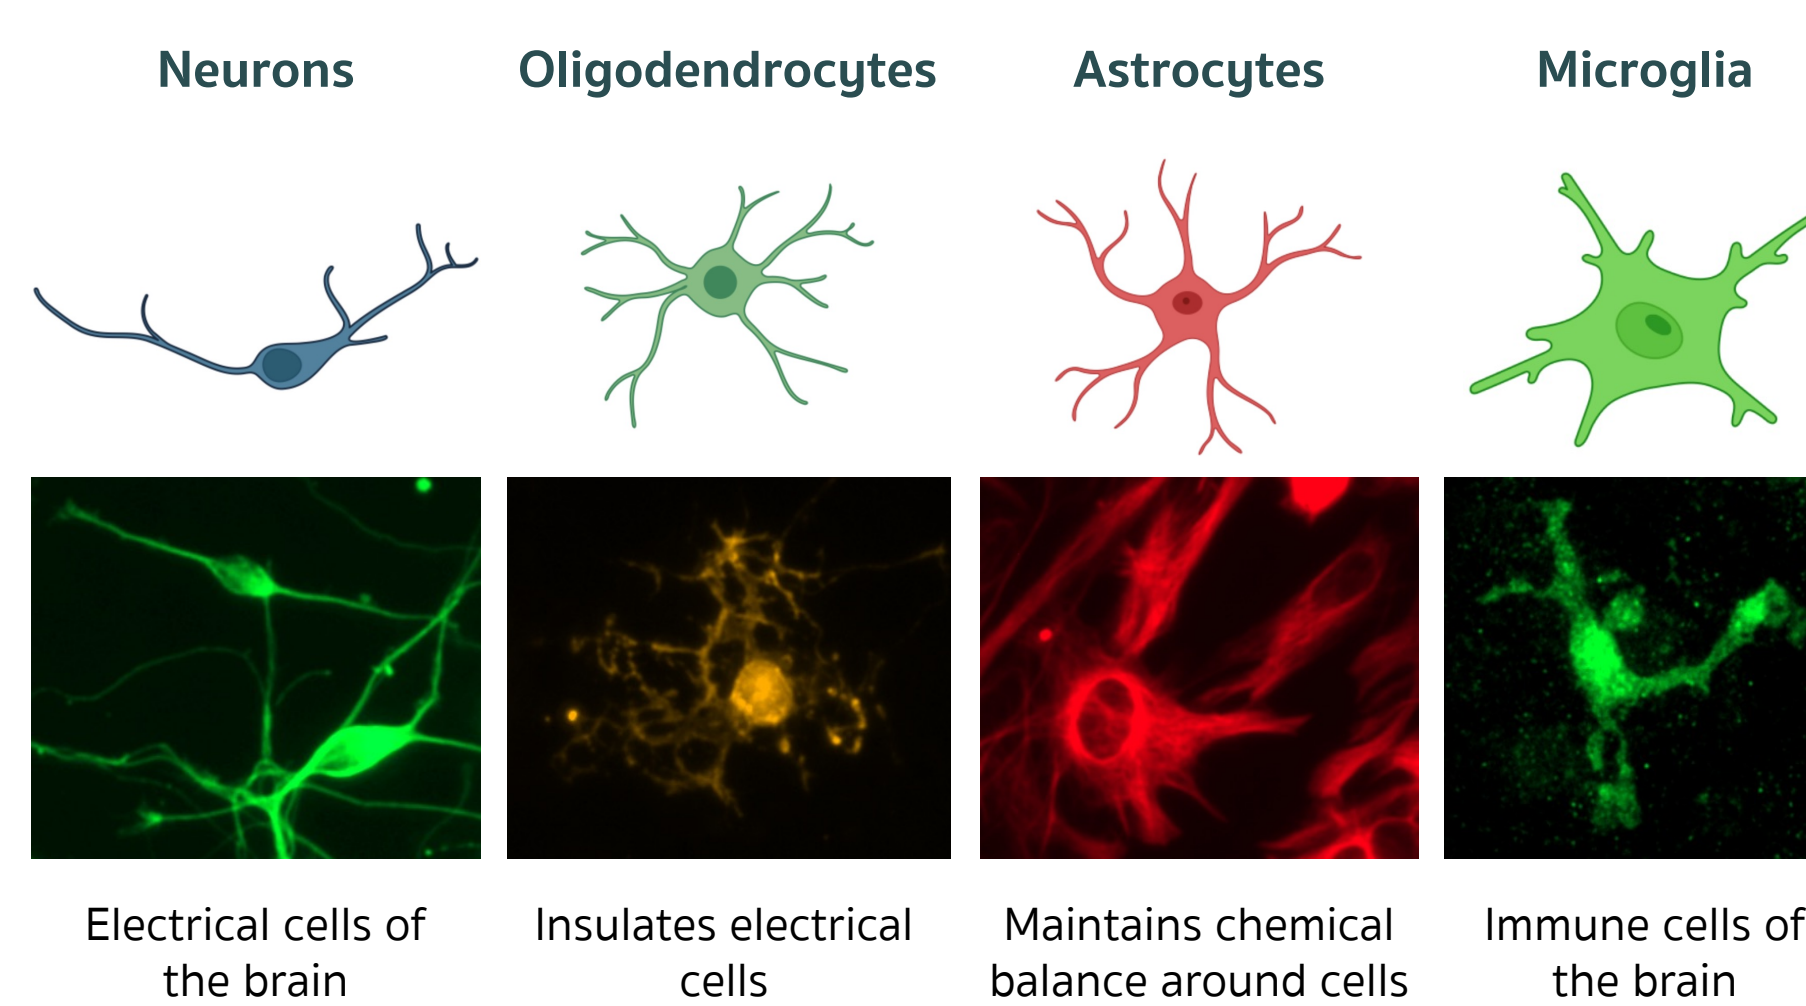 Neurons
Oligodendrocytes
Astrocytes
Microglia
Electrical cells of
the brain
Insulates electrical
cells
Maintains chemical
balance around cells
Immune cells of
the brain